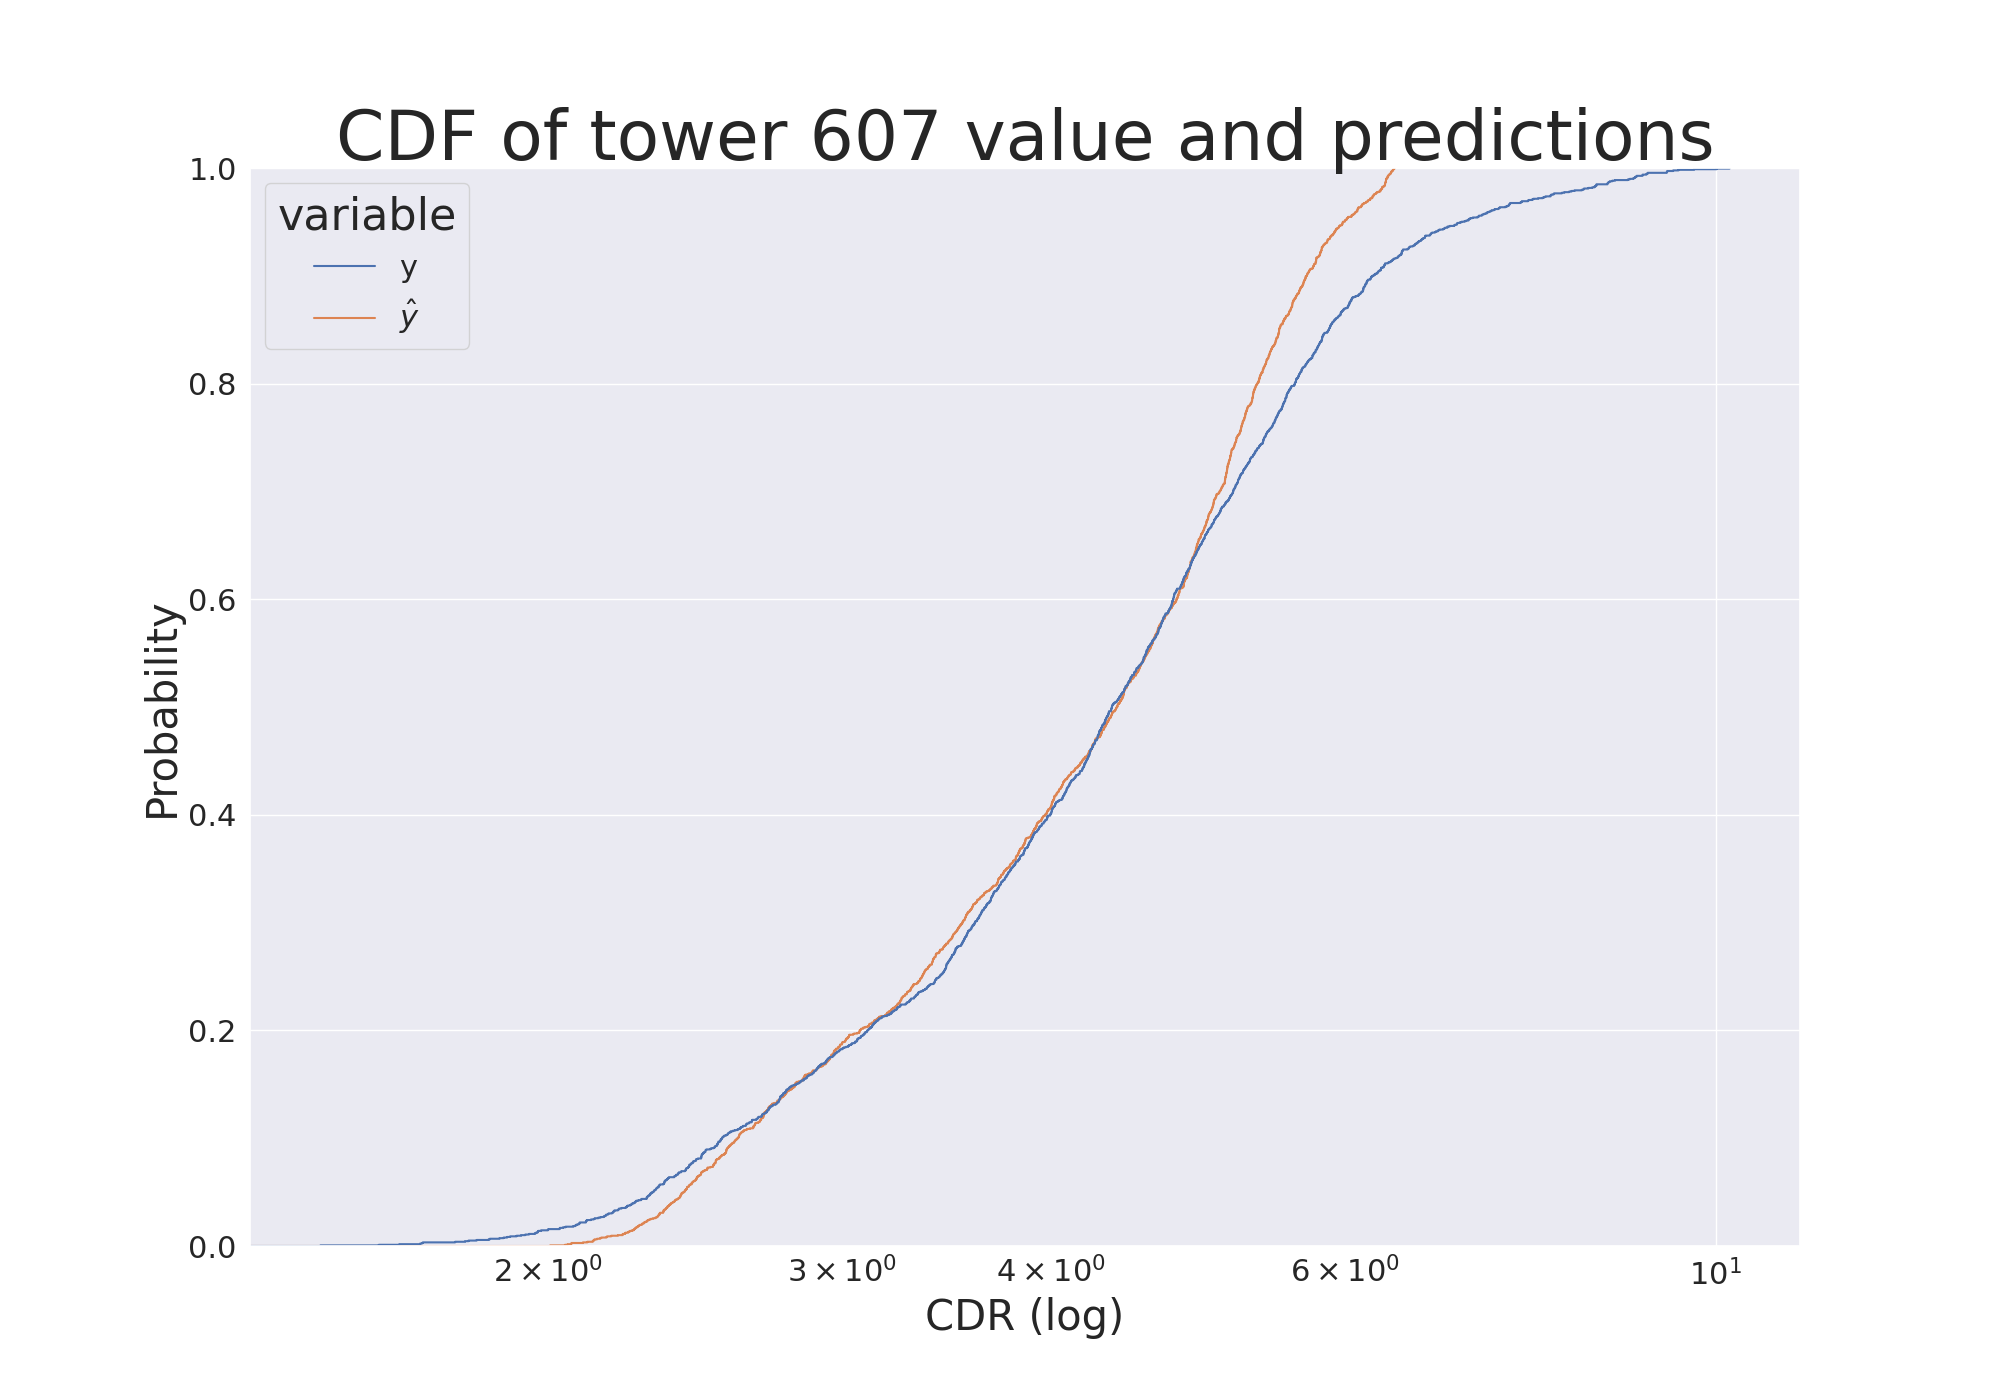 CDF of tower 607 value and predictions
1.0
0.8
0.6
0.4
0.2
0.0
Probability
variable
y
ŷ
2 × 10⁰
3 × 10⁰
4 × 10⁰
6 × 10⁰
10¹
CDR (log)